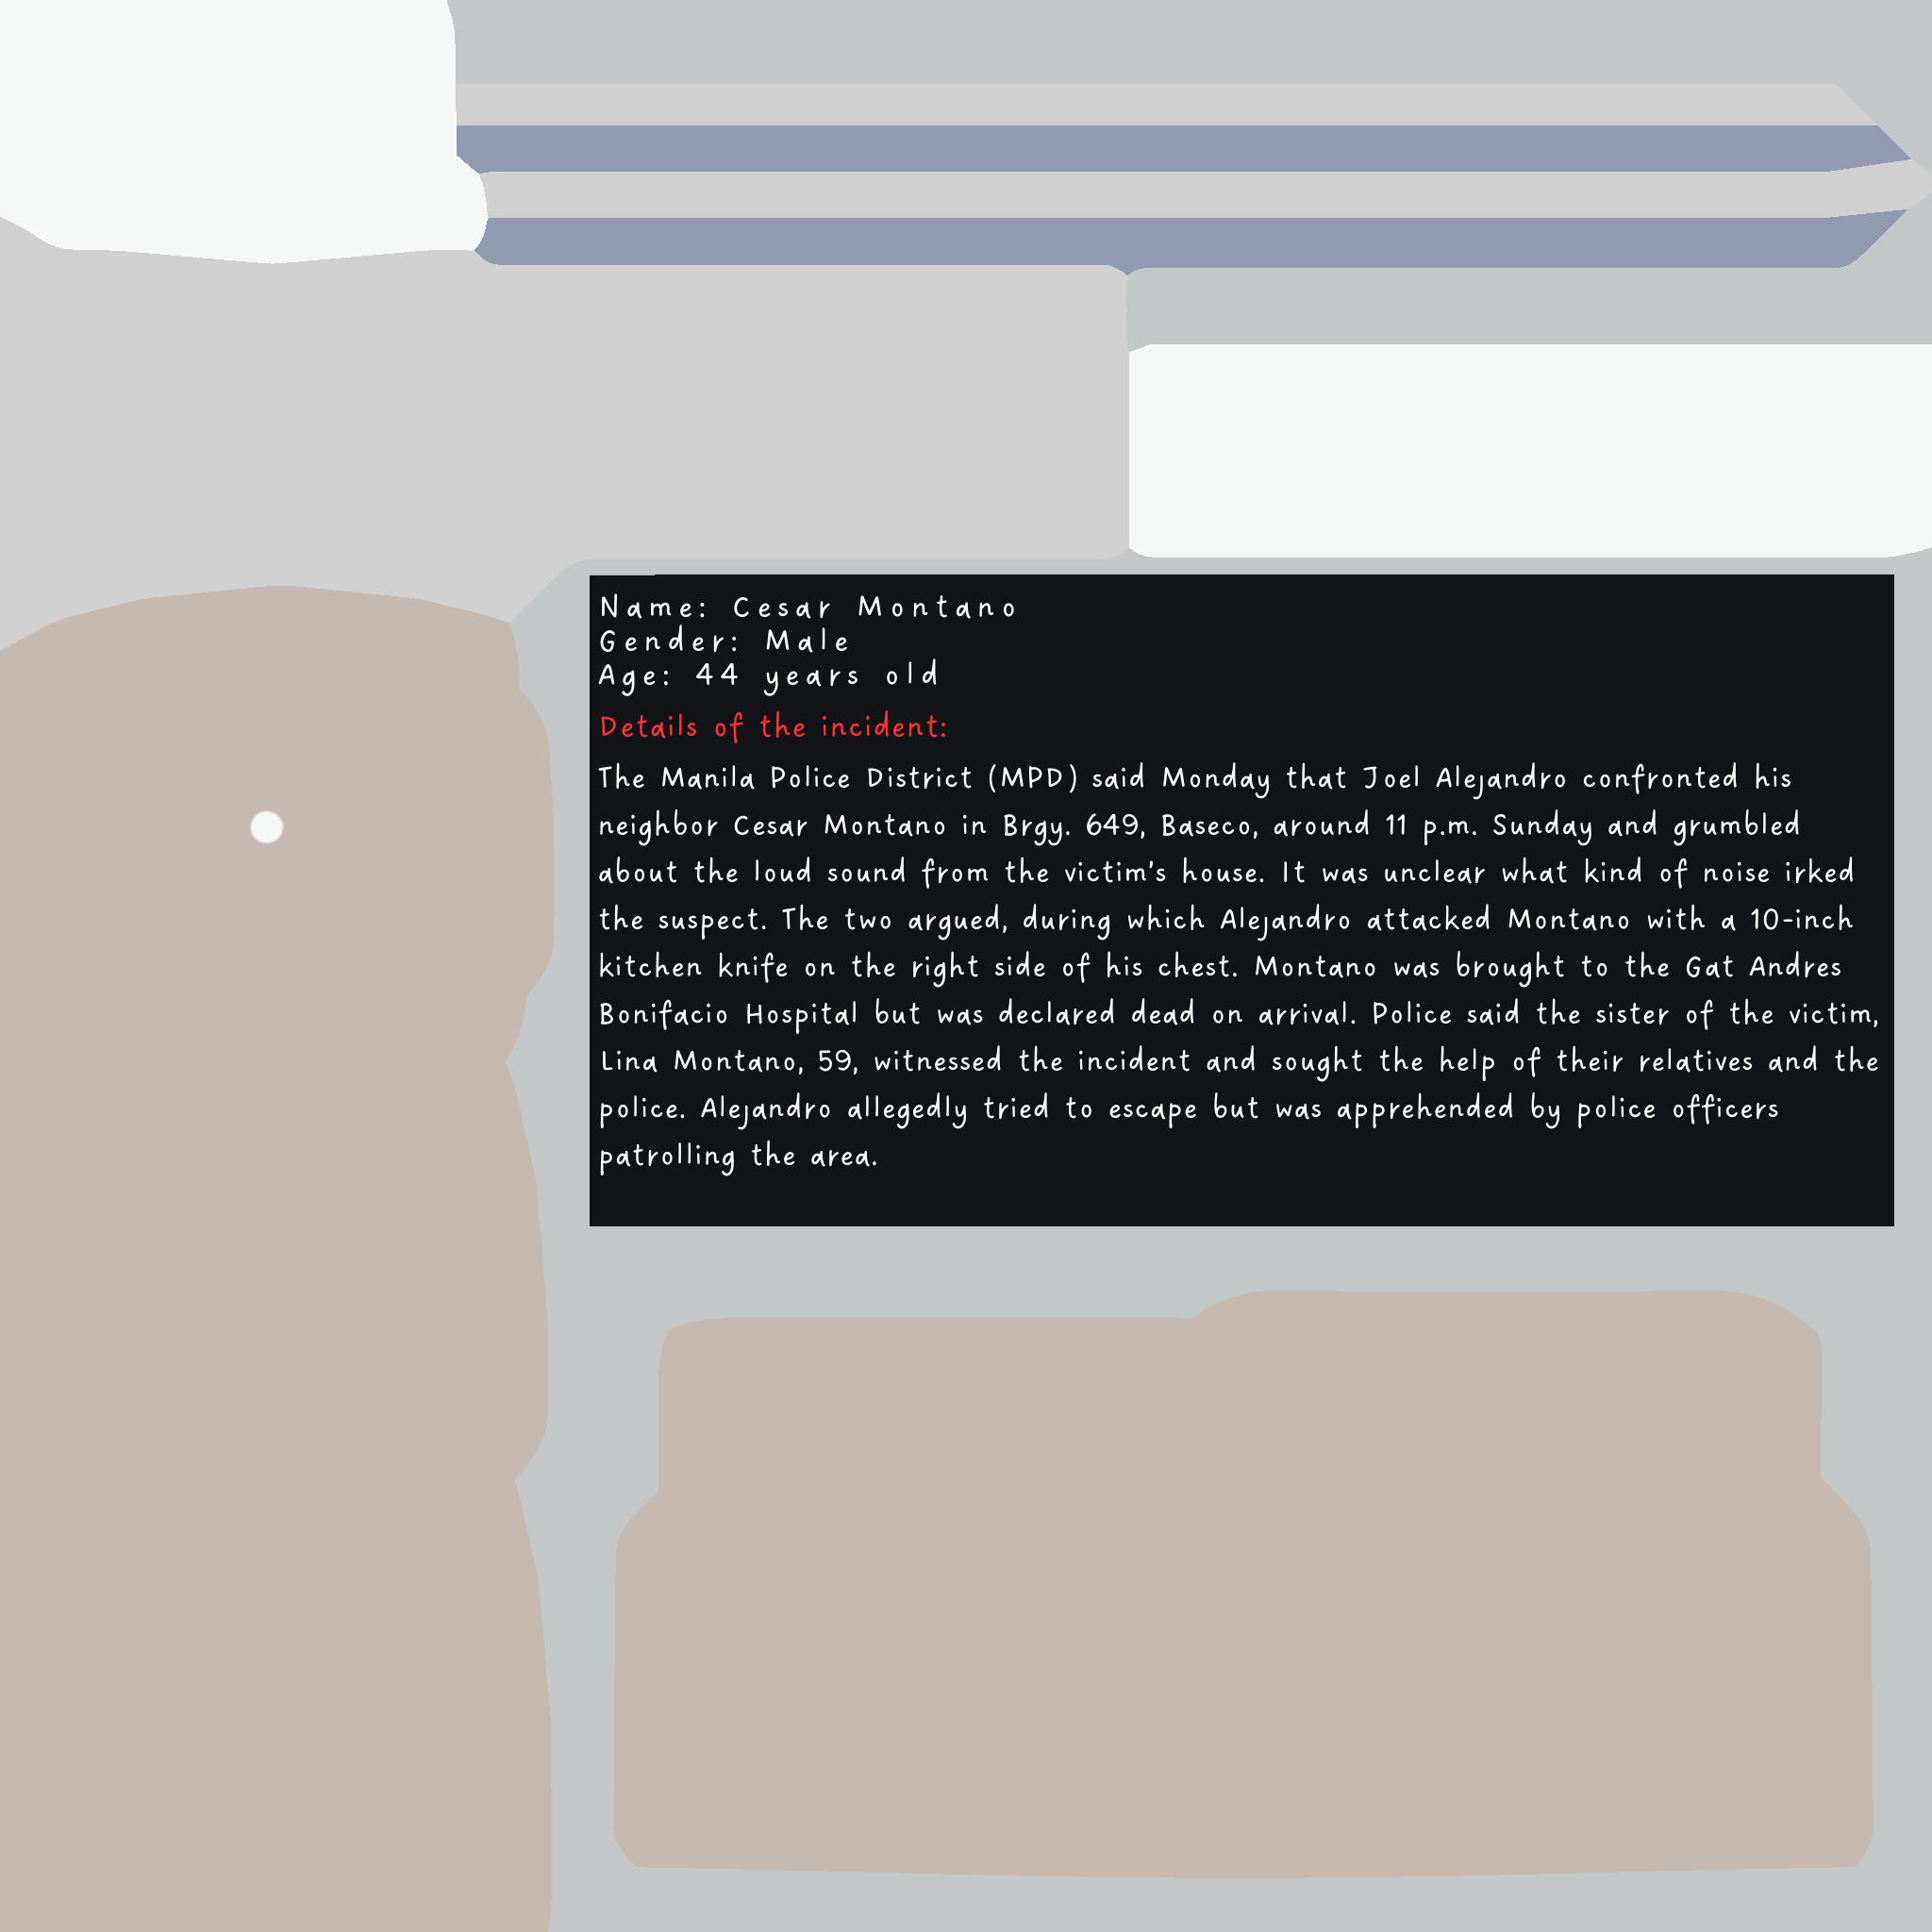 Name: Cesar Montano
Gender: Male
Age: 44 years old
Details of the incident:
The Manila Police District (MPD) said Monday that Joel Alejandro confronted his
neighbor Cesar Montano in Brgy. 649, Baseco, around 11 p.m. Sunday and grumbled
about the loud sound from the victim's house. It was unclear what kind of noise irked
the suspect. The two argued, during which Alejandro attacked Montano with a 10-inch
kitchen knife on the right side of his chest. Montano was brought to the Gat Andres
Bonifacio Hospital but was declared dead on arrival. Police said the sister of the victim,
Lina Montano, 59, witnessed the incident and sought the help of their relatives and the
police. Alejandro allegedly tried to escape but was apprehended by police officers
patrolling the area.